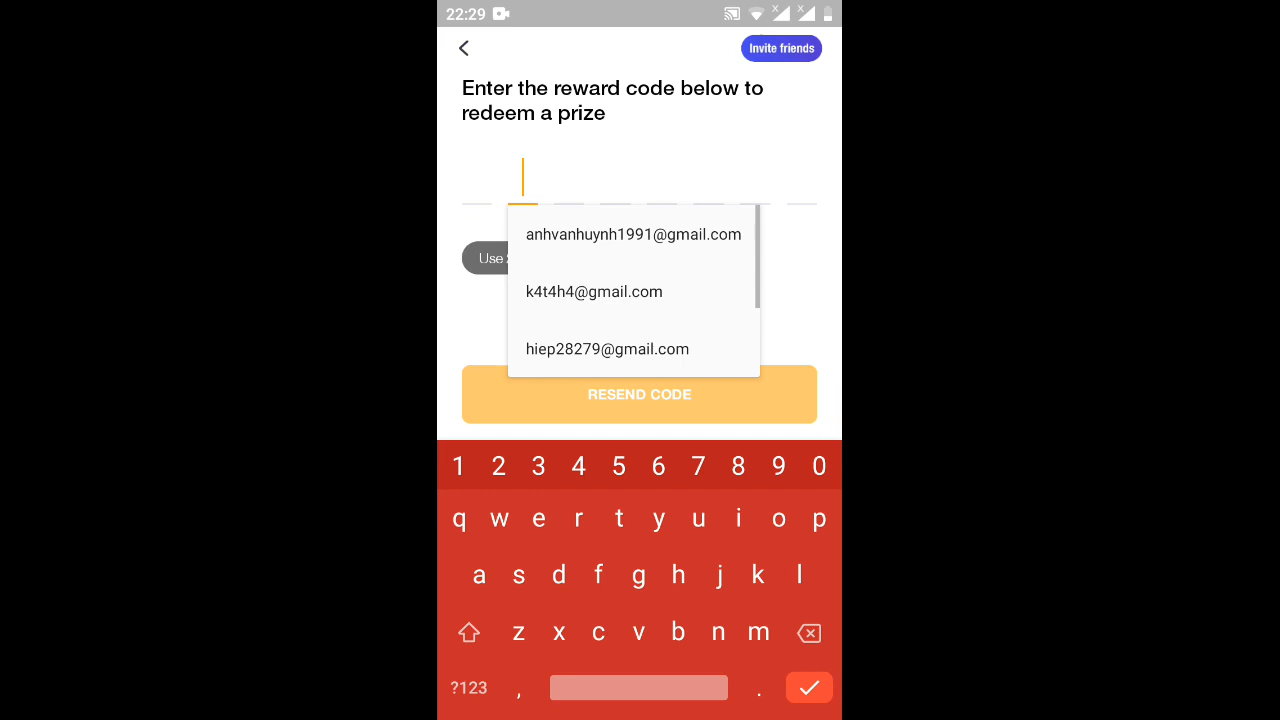 22:29
Invite friends
Enter the reward code below to
redeem a prize
anhvanhuynh1991@gmail.com
Use
k4t4h4@gmail.com
hiep28279@gmail.com
RESEND CODE
1 2 3 4 5 6 7 8 9 0
q w e r t y u i o p
a s d f g h j k l
z x c v b n m
?123 , .